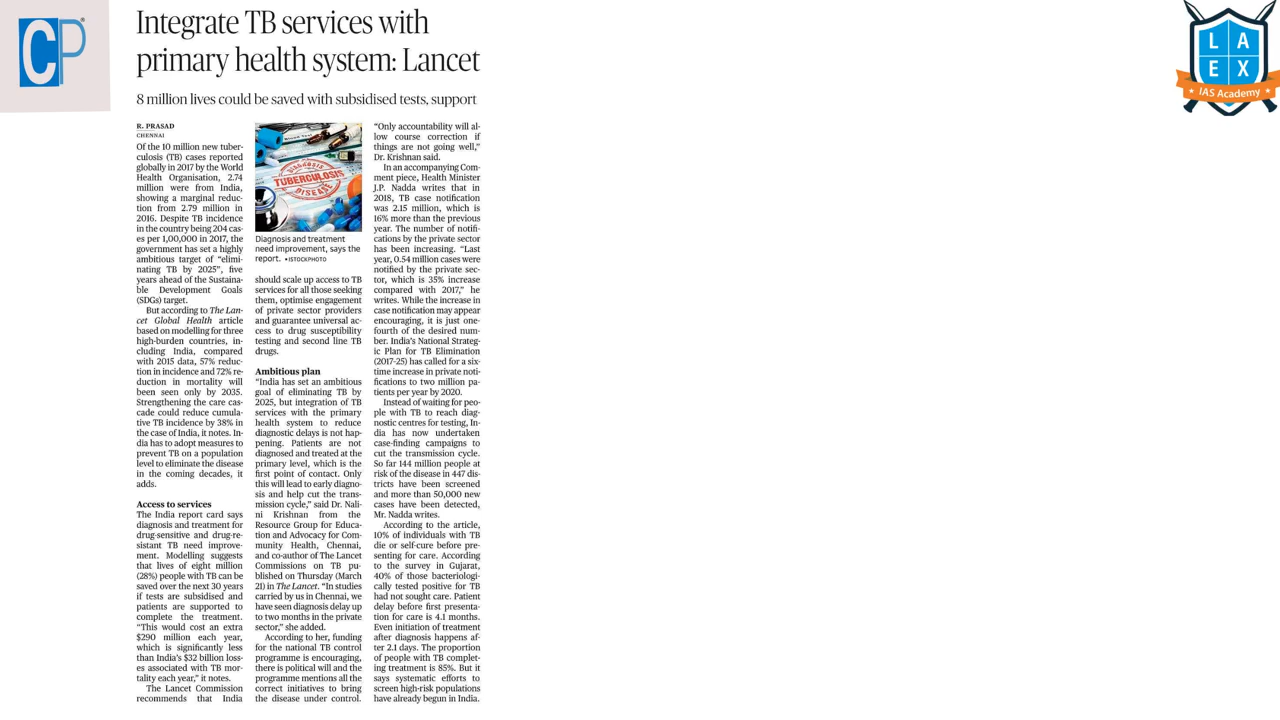 CP®
Integrate TB services with
primary health system: Lancet
8 million lives could be saved with subsidised tests, support
R. PRASAD
CHENNAI
Of the 10 million new tuber-
culosis (TB) cases reported
globally in 2017 by the World
Health Organisation, 2.74
million were from India,
showing a marginal reduc-
tion from 2.79 million in
2016. Despite TB incidence
in the country being 204 cas-
es per 1,00,000 in 2017, the
government has set a highly
ambitious target of “elimi-
nating TB by 2025”, five
years ahead of the Sustaina-
ble Development Goals
(SDGs) target.
But according to The Lan-
cet Global Health article
based on modelling for three
high-burden countries, in-
cluding India, compared
with 2015 data, 57% reduc-
tion in incidence and 72% re-
duction in mortality will
been seen only by 2035.
Strengthening the care cas-
cade could reduce cumula-
tive TB incidence by 38% in
the case of India, it notes. In-
dia has to adopt measures to
prevent TB on a population
level to eliminate the disease
in the coming decades, it
adds.
Access to services
The India report card says
diagnosis and treatment for
drug-sensitive and drug-re-
sistant TB need improve-
ment. Modelling suggests
that lives of eight million
(28%) people with TB can be
saved over the next 30 years
if tests are subsidised and
patients are supported to
complete the treatment.
“This would cost an extra
$290 million each year,
which is significantly less
than India’s $32 billion loss-
es associated with TB mor-
tality each year,” it notes.
The Lancet Commission
recommends that India
DIAGNOSIS
TUBERCULOSIS
DISEASE
Diagnosis and treatment
need improvement, says the
report. •ISTOCKPHOTO
should scale up access to TB
services for all those seeking
them, optimise engagement
of private sector providers
and guarantee universal ac-
cess to drug susceptibility
testing and second line TB
drugs.
Ambitious plan
“India has set an ambitious
goal of eliminating TB by
2025, but integration of TB
services with the primary
health system to reduce
diagnostic delays is not hap-
pening. Patients are not
diagnosed and treated at the
primary level, which is the
first point of contact. Only
this will lead to early diagno-
sis and help cut the trans-
mission cycle,” said Dr. Nali-
ni Krishnan from the
Resource Group for Educa-
tion and Advocacy for Com-
munity Health, Chennai,
and co-author of The Lancet
Commissions on TB pu-
blished on Thursday (March
21) in The Lancet. “In studies
carried by us in Chennai, we
have seen diagnosis delay up
to two months in the private
sector,” she added.
According to her, funding
for the national TB control
programme is encouraging,
there is political will and the
programme mentions all the
correct initiatives to bring
the disease under control.
“Only accountability will al-
low course correction if
things are not going well,”
Dr. Krishnan said.
In an accompanying Com-
ment piece, Health Minister
J.P. Nadda writes that in
2018, TB case notification
was 2.15 million, which is
16% more than the previous
year. The number of notifi-
cations by the private sector
has been increasing. “Last
year, 0.54 million cases were
notified by the private sec-
tor, which is 35% increase
compared with 2017,” he
writes. While the increase in
case notification may appear
encouraging, it is just one-
fourth of the desired num-
ber. India’s National Strateg-
ic Plan for TB Elimination
(2017-25) has called for a six-
time increase in private noti-
fications to two million pa-
tients per year by 2020.
Instead of waiting for peo-
ple with TB to reach diag-
nostic centres for testing, In-
dia has now undertaken
case-finding campaigns to
cut the transmission cycle.
So far 144 million people at
risk of the disease in 447 dis-
tricts have been screened
and more than 50,000 new
cases have been detected,
Mr. Nadda writes.
According to the article,
10% of individuals with TB
die or self-cure before pre-
senting for care. According
to the survey in Gujarat,
40% of those bacteriologi-
cally tested positive for TB
had not sought care. Patient
delay before first presenta-
tion for care is 4.1 months.
Even initiation of treatment
after diagnosis happens af-
ter 2.1 days. The proportion
of people with TB complet-
ing treatment is 85%. But it
says systematic efforts to
screen high-risk populations
have already begun in India.
LA
EX
IAS Academy